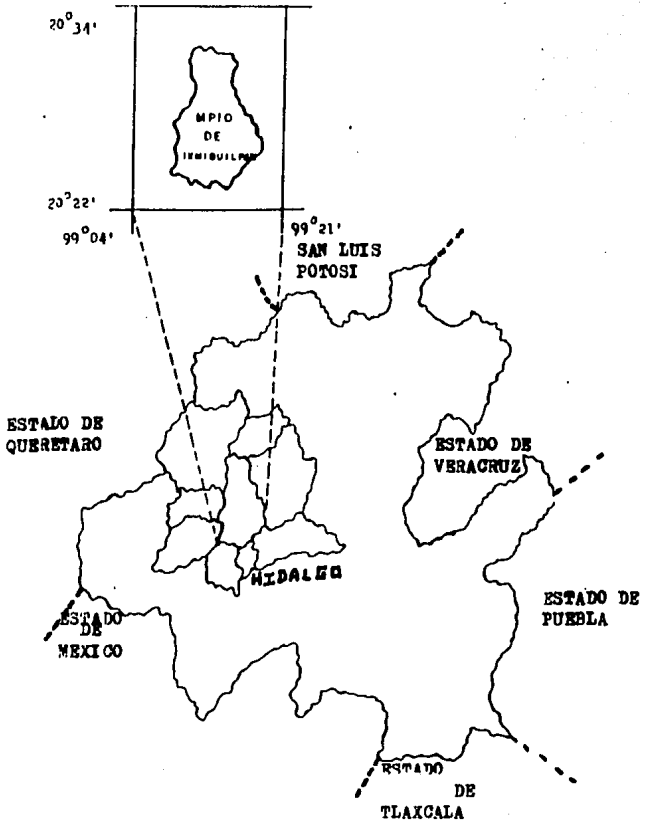 20° 34'
MPIO
DE
IXMIQUILPAN
20° 22'
99° 04'
99° 21'
SAN LUIS
POTOSI
ESTADO DE
QUERETARO
ESTADO DE
VERACRUZ
HIDALGO
ESTADO DE
PUEBLA
ESTADO
DE
MEXICO
ESTADO
DE
TLAXCALA